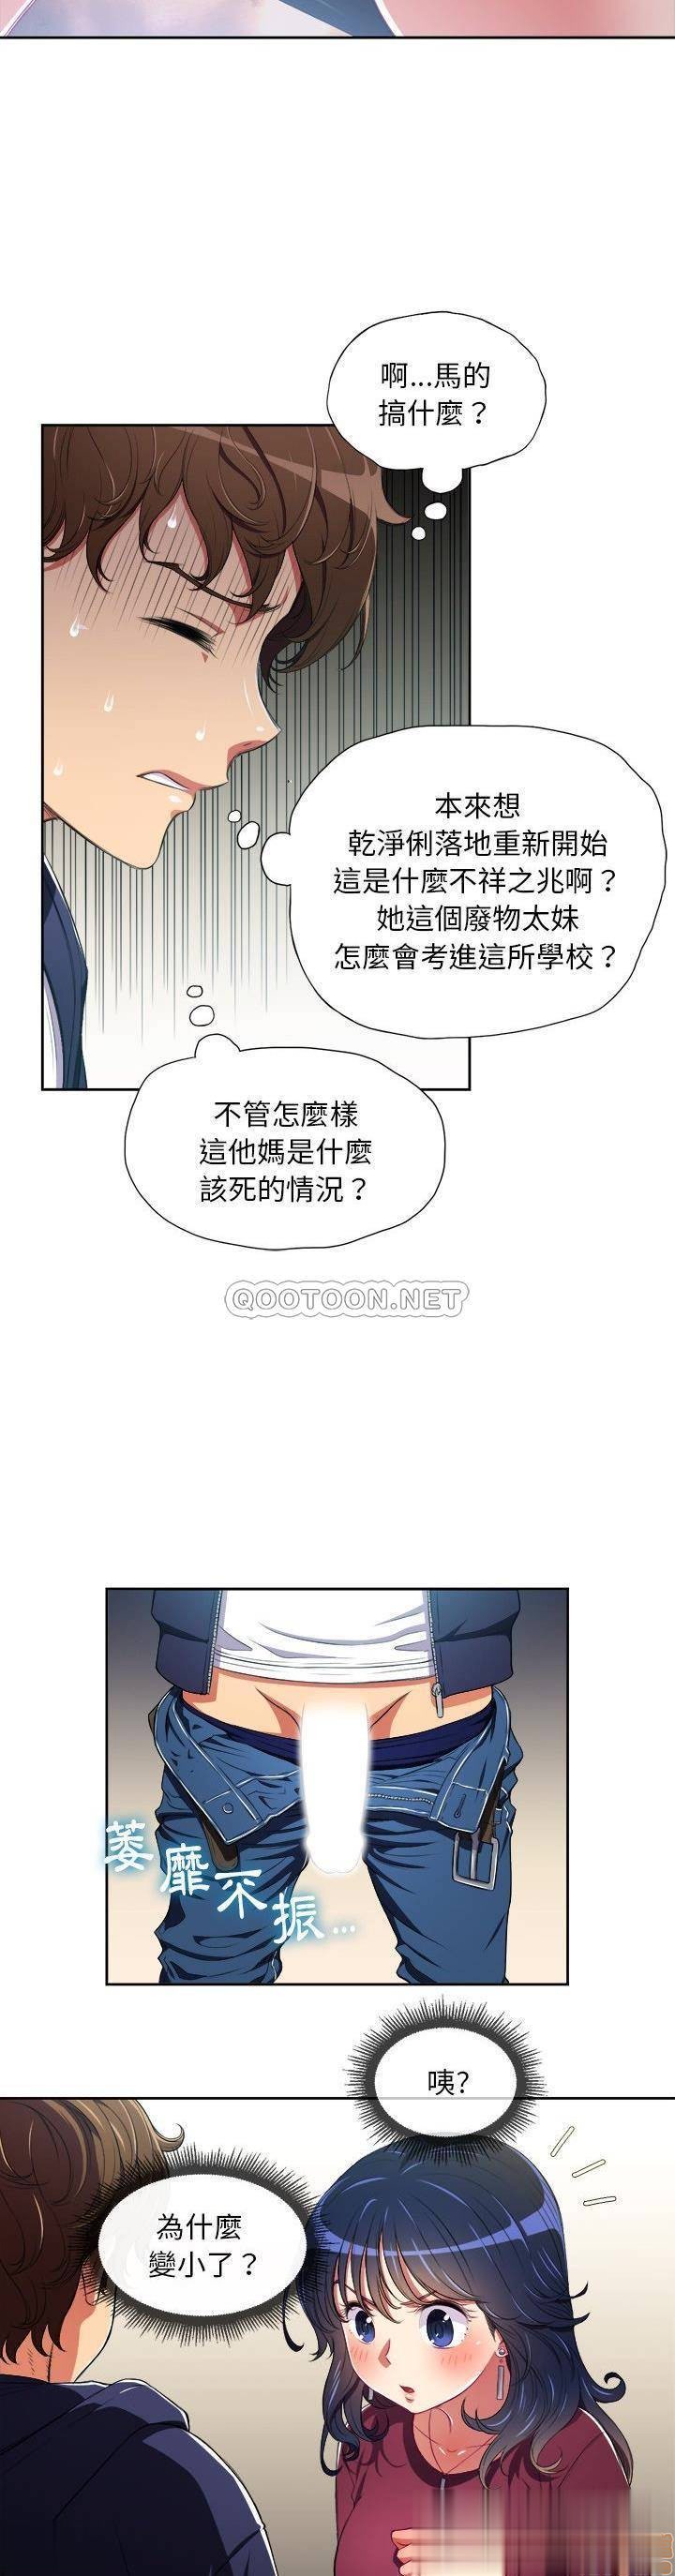 啊...馬的
搞什麼？
本來想
乾淨俐落地重新開始
這是什麼不祥之兆啊？
她這個廢物太妹
怎麼會考進這所學校？
不管怎麼樣
這他媽是什麼
該死的情況？
QOOTOON.NET
萎靡不振...
咦?
為什麼
變小了？